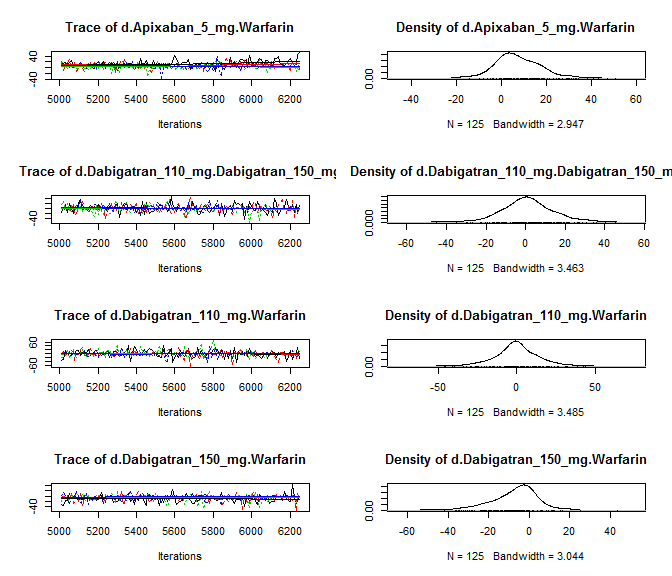 Trace of d.Apixaban_5_mg.Warfarin
Density of d.Apixaban_5_mg.Warfarin
-40 40
0.00
5000 5200 5400 5600 5800 6000 6200
-40 -20 0 20 40 60
Iterations
N = 125 Bandwidth = 2.947
Trace of d.Dabigatran_110_mg.Dabigatran_150_mg
Density of d.Dabigatran_110_mg.Dabigatran_150_m
-40
0.000
5000 5200 5400 5600 5800 6000 6200
-60 -40 -20 0 20 40 60
Iterations
N = 125 Bandwidth = 3.463
Trace of d.Dabigatran_110_mg.Warfarin
Density of d.Dabigatran_110_mg.Warfarin
-60 60
0.00
5000 5200 5400 5600 5800 6000 6200
-50 0 50
Iterations
N = 125 Bandwidth = 3.485
Trace of d.Dabigatran_150_mg.Warfarin
Density of d.Dabigatran_150_mg.Warfarin
-40
0.00
5000 5200 5400 5600 5800 6000 6200
-60 -40 -20 0 20 40
Iterations
N = 125 Bandwidth = 3.044